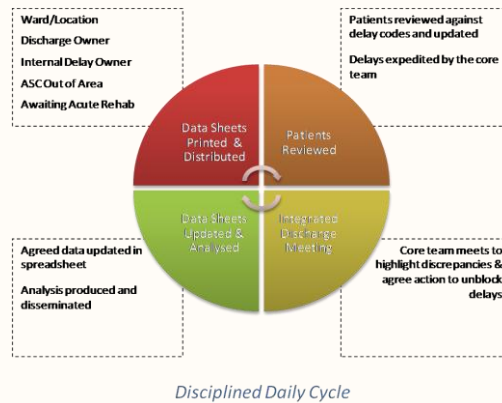 Ward/Location
Discharge Owner
Internal Delay Owner
ASC Out of Area
Awaiting Acute Rehab
Patients reviewed against
delay codes and updated
Delays expedited by the core
team
Data Sheets
Printed &
Distributed
Patients
Reviewed
Data Sheets
Updated &
Analysed
Integrated
Discharge
Meeting
Agreed data updated in
spreadsheet
Analysis produced and
disseminated
Core team meets to
highlight discrepancies &
agree action to unblock
delays
Disciplined Daily Cycle